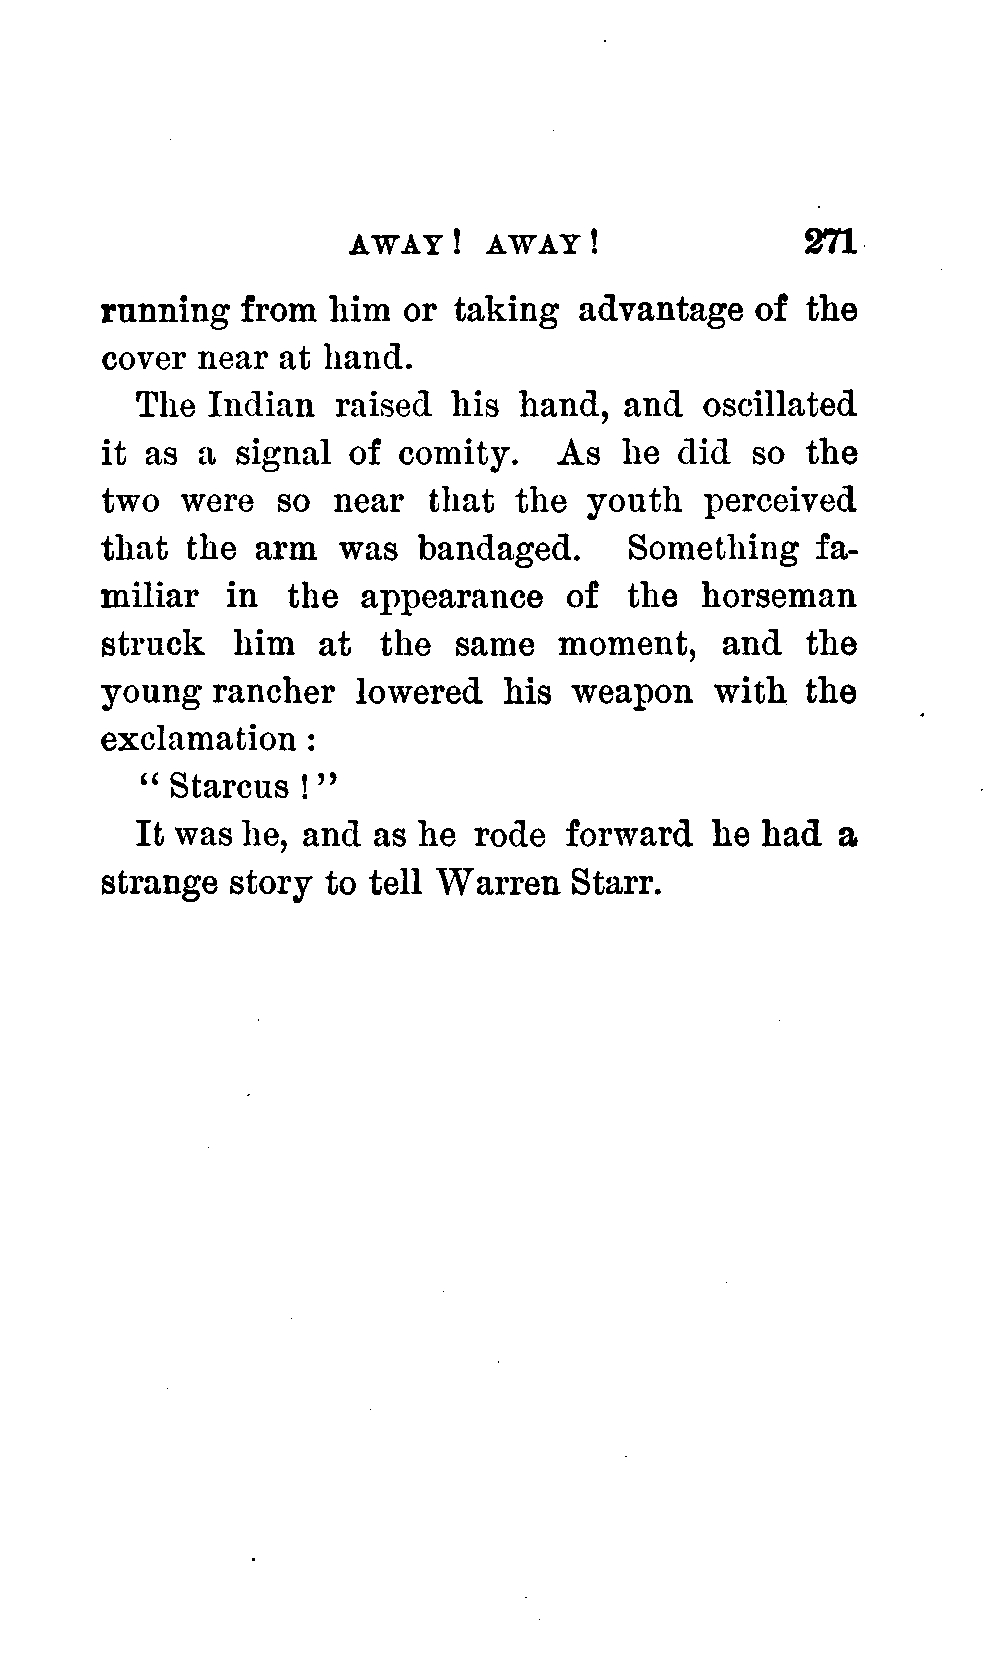 AWAY! AWAY! 271
running from him or taking advantage of the
cover near at hand.
The Indian raised his hand, and oscillated
it as a signal of comity. As he did so the
two were so near that the youth perceived
that the arm was bandaged. Something fa-
miliar in the appearance of the horseman
struck him at the same moment, and the
young rancher lowered his weapon with the
exclamation :
“ Starcus ! ”
It was he, and as he rode forward he had a
strange story to tell Warren Starr.